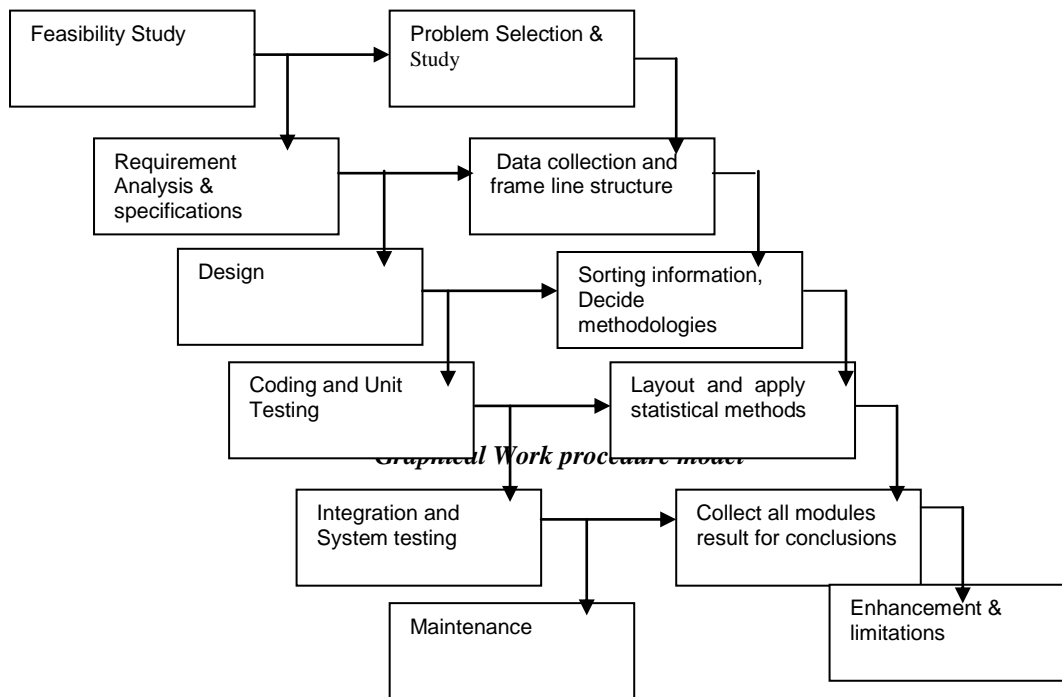 Feasibility Study
Problem Selection &
Study
Requirement
Analysis &
specifications
Data collection and
frame line structure
Design
Sorting information,
Decide
methodologies
Coding and Unit
Testing
Layout and apply
statistical methods
Graphical Work procedure model
Integration and
System testing
Collect all modules
result for conclusions
Maintenance
Enhancement &
limitations